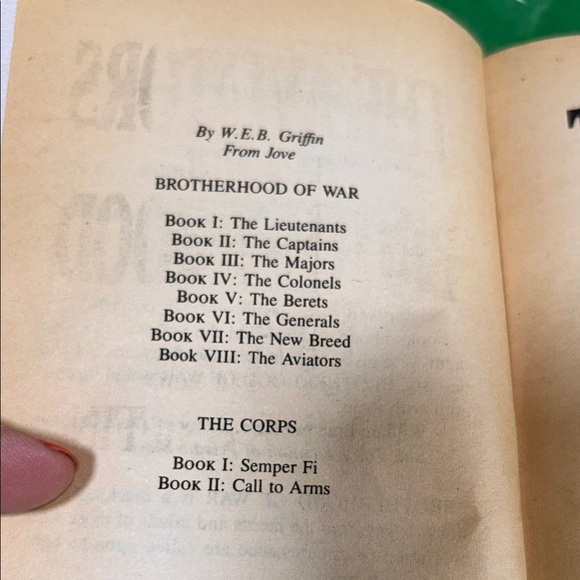 By W.E.B. Griffin
From Jove
BROTHERHOOD OF WAR
BOOK I: The Lieutenants
BOOK II: The Captains
BOOK III: The Majors
BOOK IV: The Colonels
BOOK V: The Berets
BOOK VI: The Generals
BOOK VII: The New Breed
BOOK VIII: The Aviators
THE CORPS
BOOK I: Semper Fi
BOOK II: Call to Arms